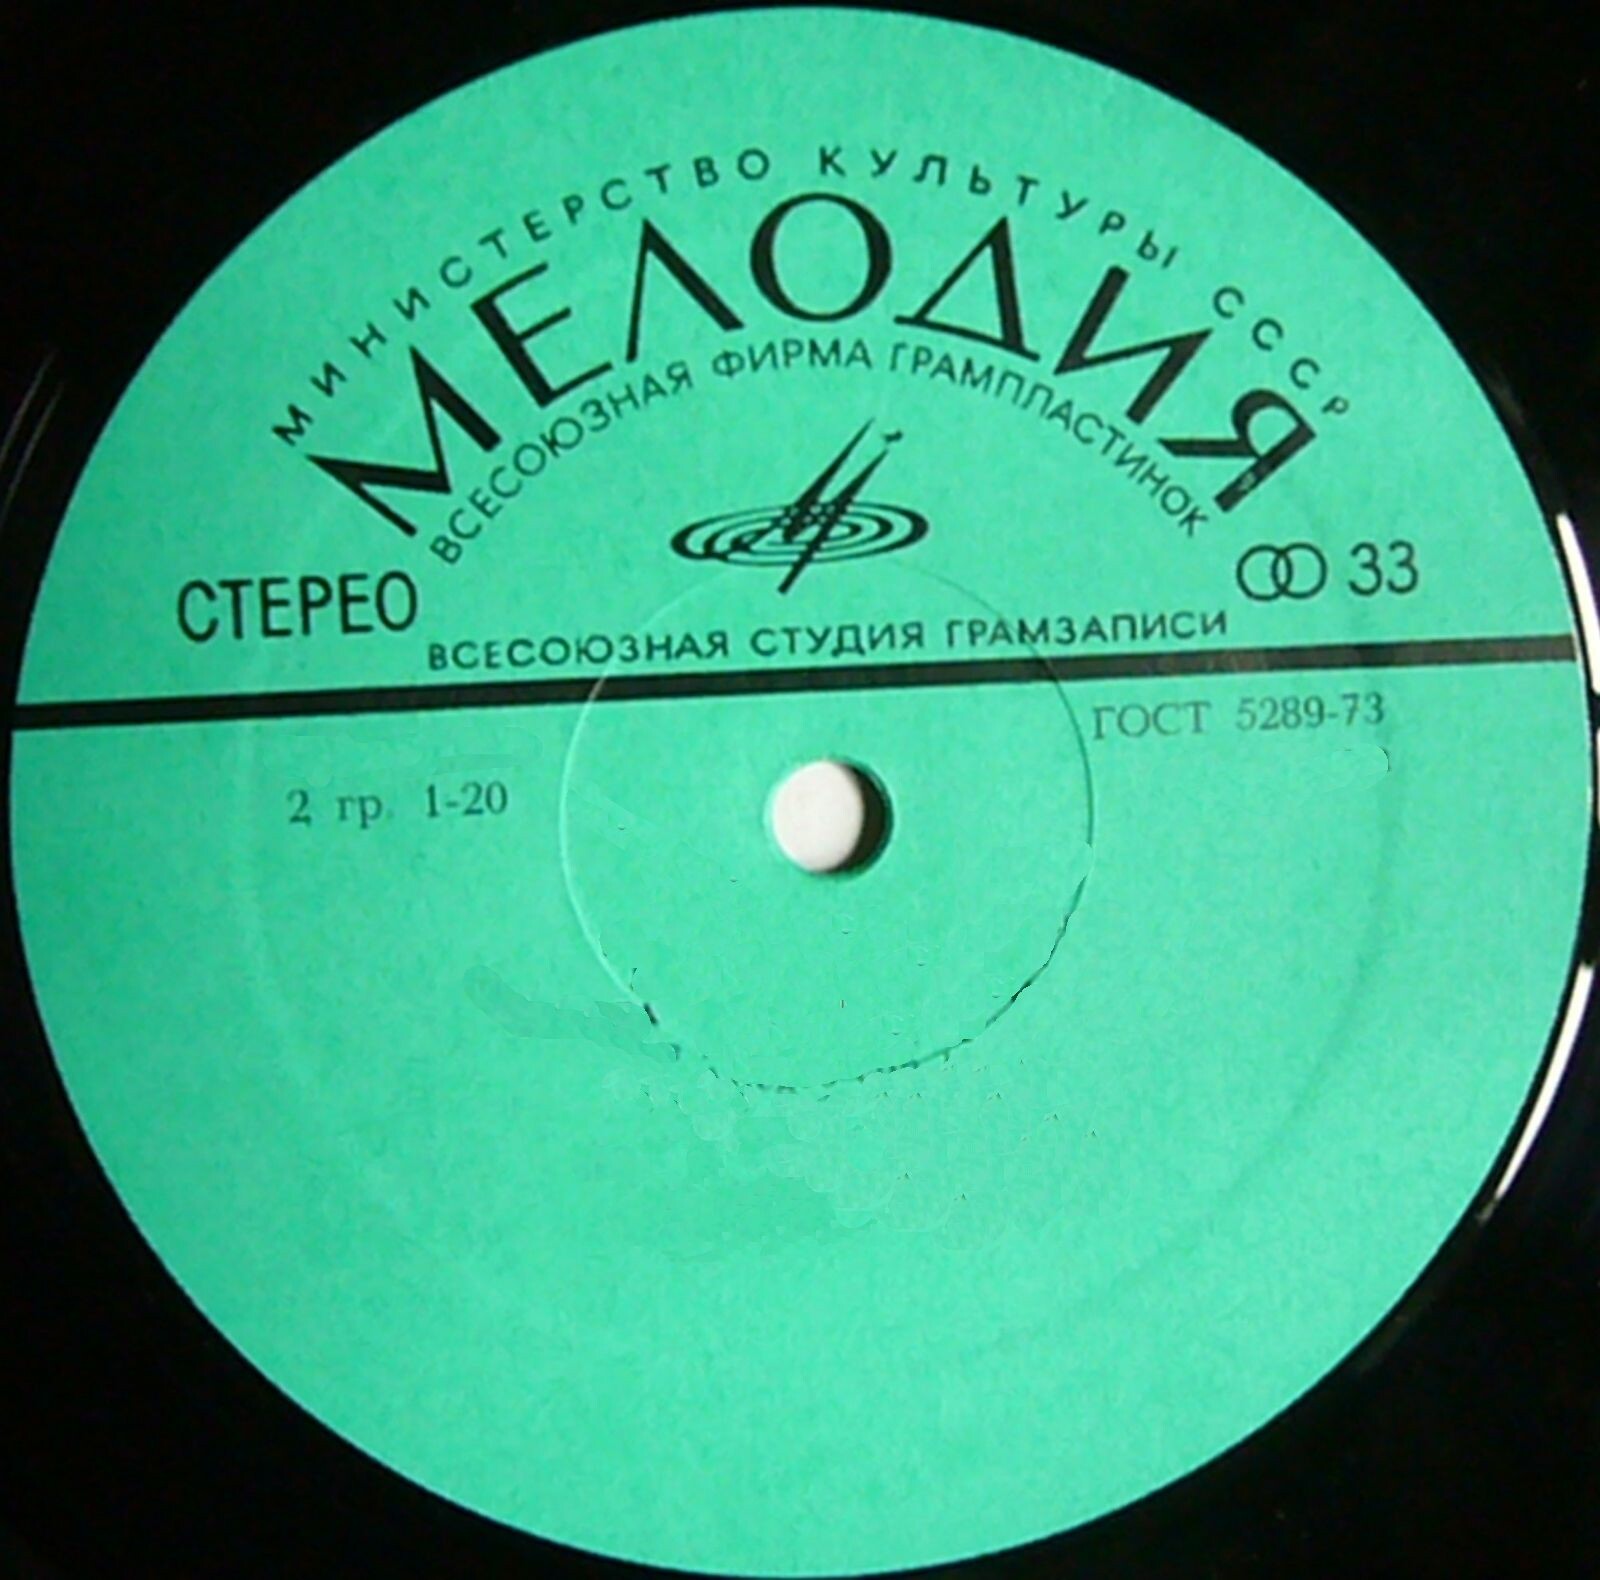 МИНИСТЕРСТВО КУЛЬТУРЫ СССР
МЕЛОДИЯ
ВСЕСОЮЗНАЯ ФИРМА ГРАМПЛАСТИНОК
СТЕРЕО
33
ВСЕСОЮЗНАЯ СТУДИЯ ГРАМЗАПИСИ
ГОСТ 5289-73
2 гр. 1-20